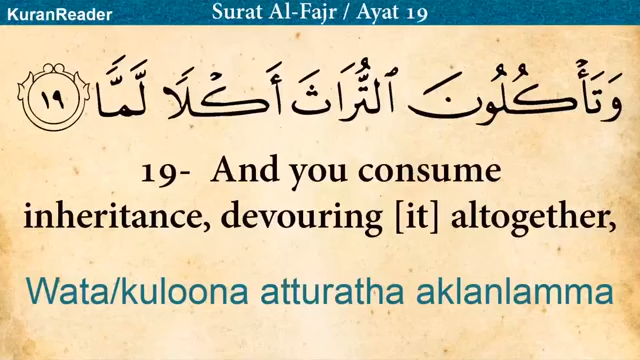 KuranReader
Surat Al-Fajr / Ayat 19
وَتَأْكُلُونَ ٱلتُّرَاثَ أَكْلًا لَّمًّا ١٩
19- And you consume
inheritance, devouring [it] altogether,
Wata/kuloona atturatha aklanlamma